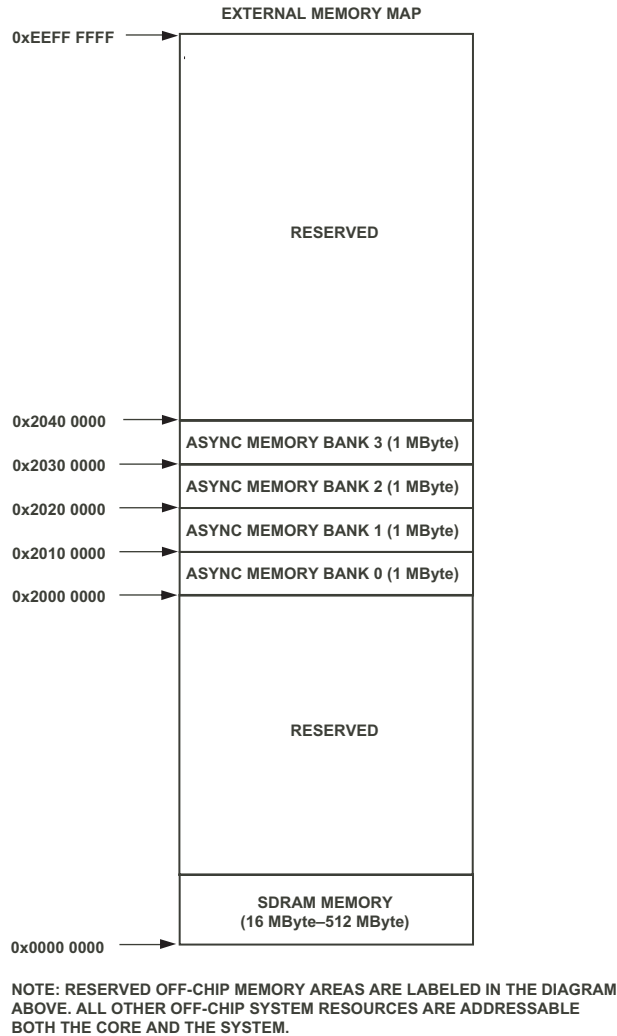 EXTERNAL MEMORY MAP
0xEEFF FFFF
RESERVED
0x2040 0000
ASYNC MEMORY BANK 3 (1 MByte)
0x2030 0000
ASYNC MEMORY BANK 2 (1 MByte)
0x2020 0000
ASYNC MEMORY BANK 1 (1 MByte)
0x2010 0000
ASYNC MEMORY BANK 0 (1 MByte)
0x2000 0000
RESERVED
SDRAM MEMORY
(16 MByte–512 MByte)
0x0000 0000
NOTE: RESERVED OFF-CHIP MEMORY AREAS ARE LABELED IN THE DIAGRAM
ABOVE. ALL OTHER OFF-CHIP SYSTEM RESOURCES ARE ADDRESSABLE
BOTH THE CORE AND THE SYSTEM.